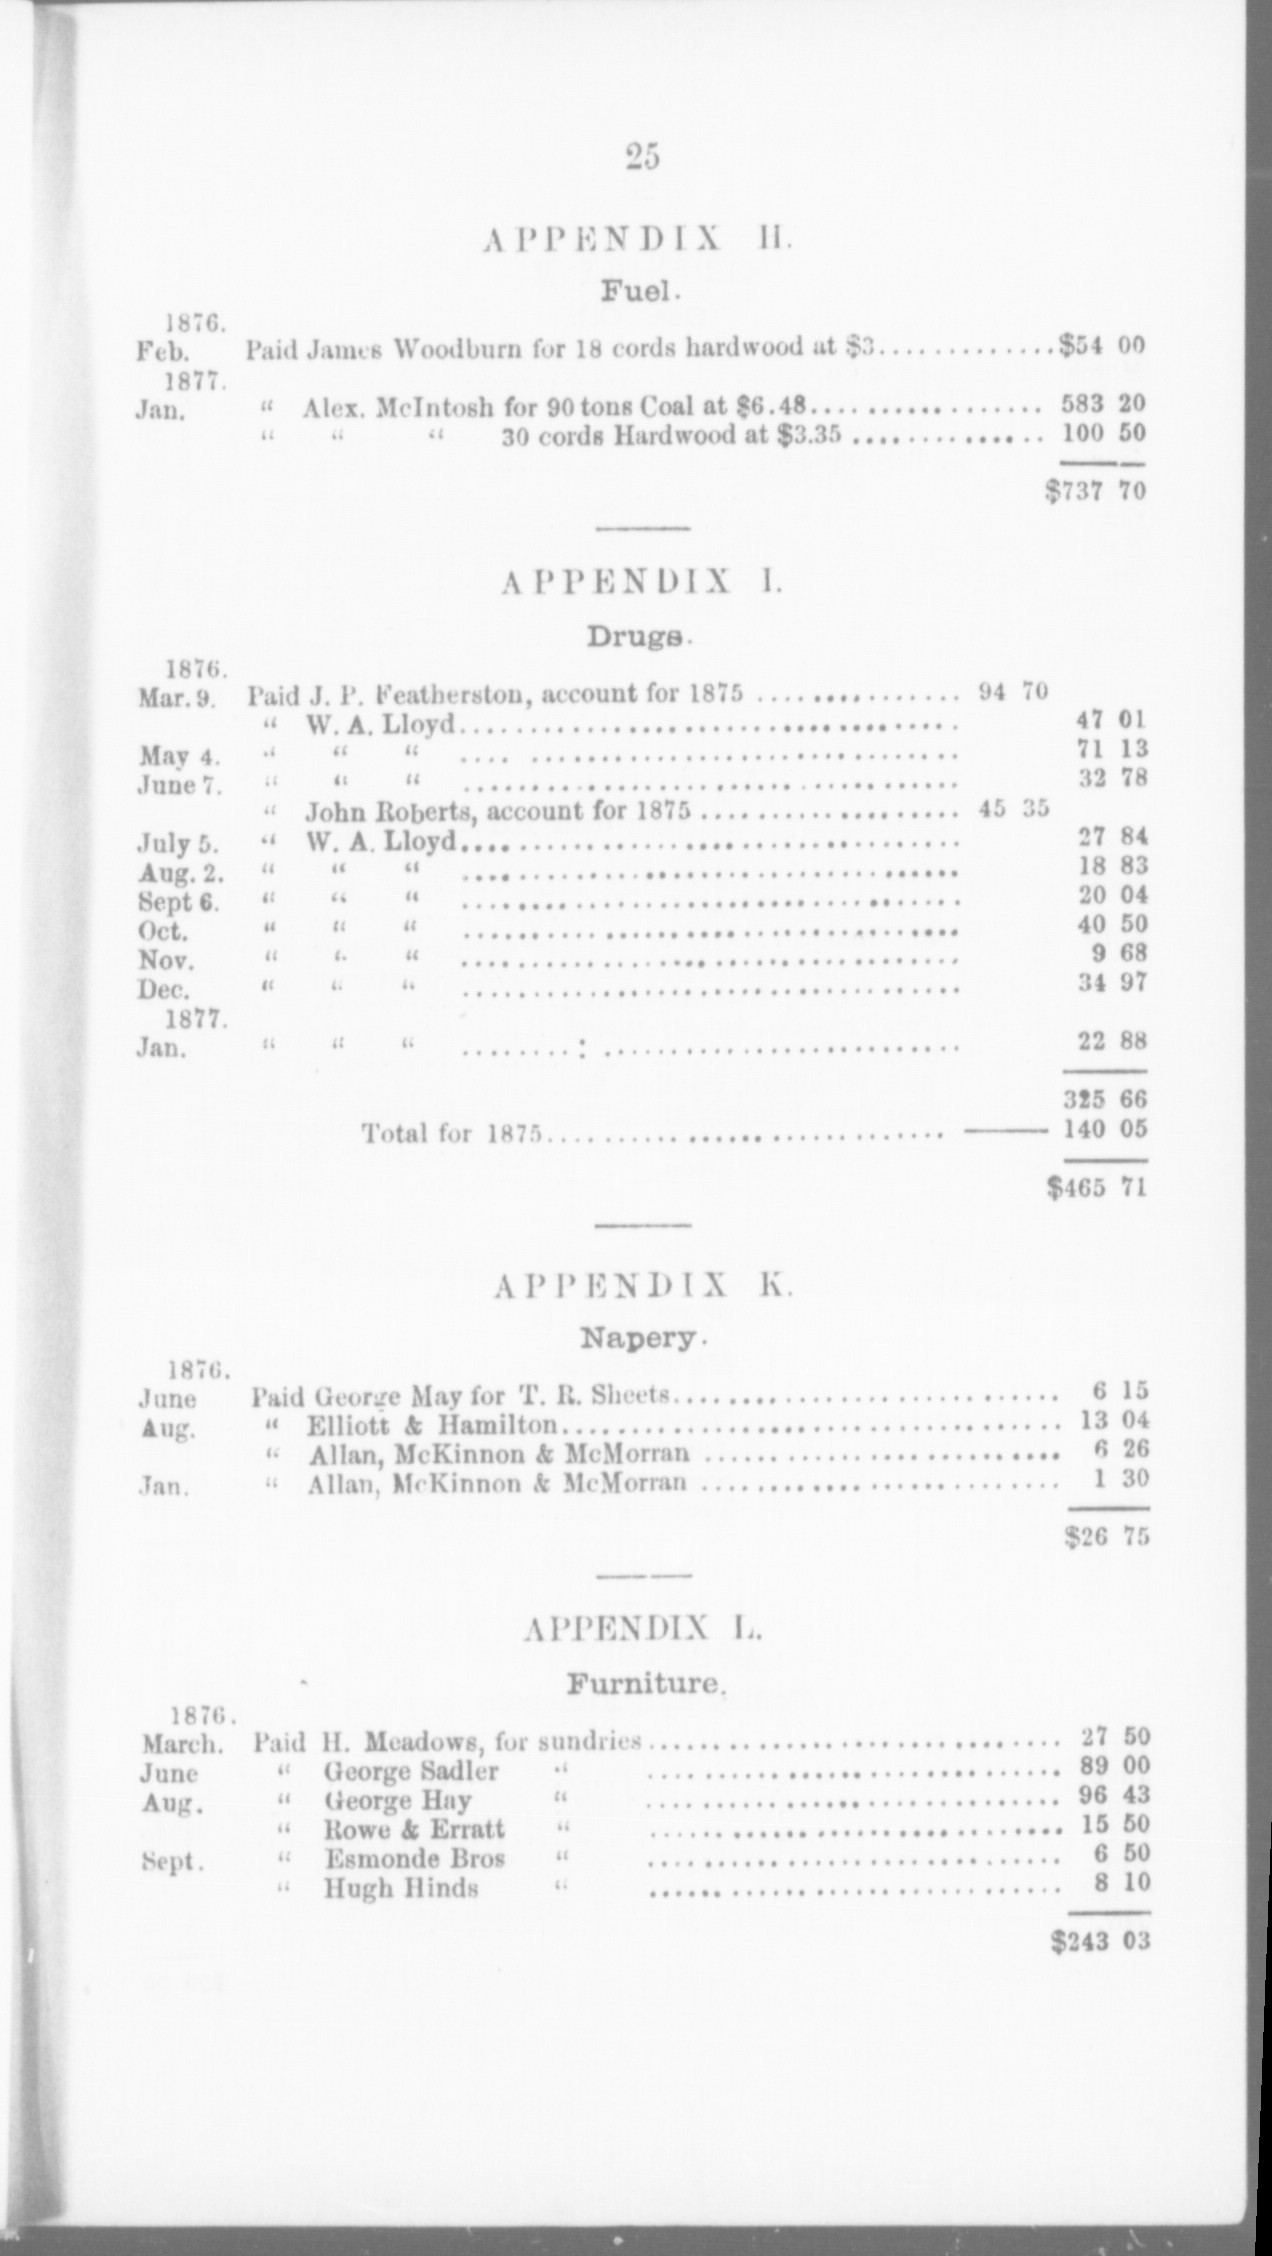 25
APPENDIX H.
Fuel.
1876.
Feb. Paid James Woodburn for 18 cords hardwood at $3.............$54 00
1877.
Jan. " Alex. McIntosh for 90 tons Coal at $6.48................. 583 20
" " " 30 cords Hardwood at $3.35 .............. 100 50
$737 70
APPENDIX I.
Drugs.
1876.
Mar. 9. Paid J. P. Featherston, account for 1875 ............... 94 70
" W. A. Lloyd.................................... 47 01
May 4. " " " .... ............................... 71 13
June 7. " " " ................................... 32 78
" John Roberts, account for 1875 ................... 45 35
July 5. " W. A. Lloyd.................................... 27 84
Aug. 2. " " " ................................... 18 83
Sept 6. " " " ................................... 20 04
Oct. " " " ................................... 40 50
Nov. " " " ................................... 9 68
Dec. " " " ................................... 34 97
1877.
Jan. " " " ........: ......................... 22 88
325 66
Total for 1875............................. ——— 140 05
$465 71
APPENDIX K.
Napery.
1876.
June Paid George May for T. R. Sheets............................ 6 15
Aug. " Elliott & Hamilton.................................... 13 04
" Allan, McKinnon & McMorran .......................... 6 26
Jan. " Allan, McKinnon & McMorran .......................... 1 30
$26 75
APPENDIX L.
Furniture.
1876.
March. Paid H. Meadows, for sundries.............................. 27 50
June " George Sadler " .............................. 89 00
Aug. " George Hay " .............................. 96 43
" Rowe & Erratt " .............................. 15 50
Sept. " Esmonde Bros " .............................. 6 50
" Hugh Hinds " .............................. 8 10
$243 03